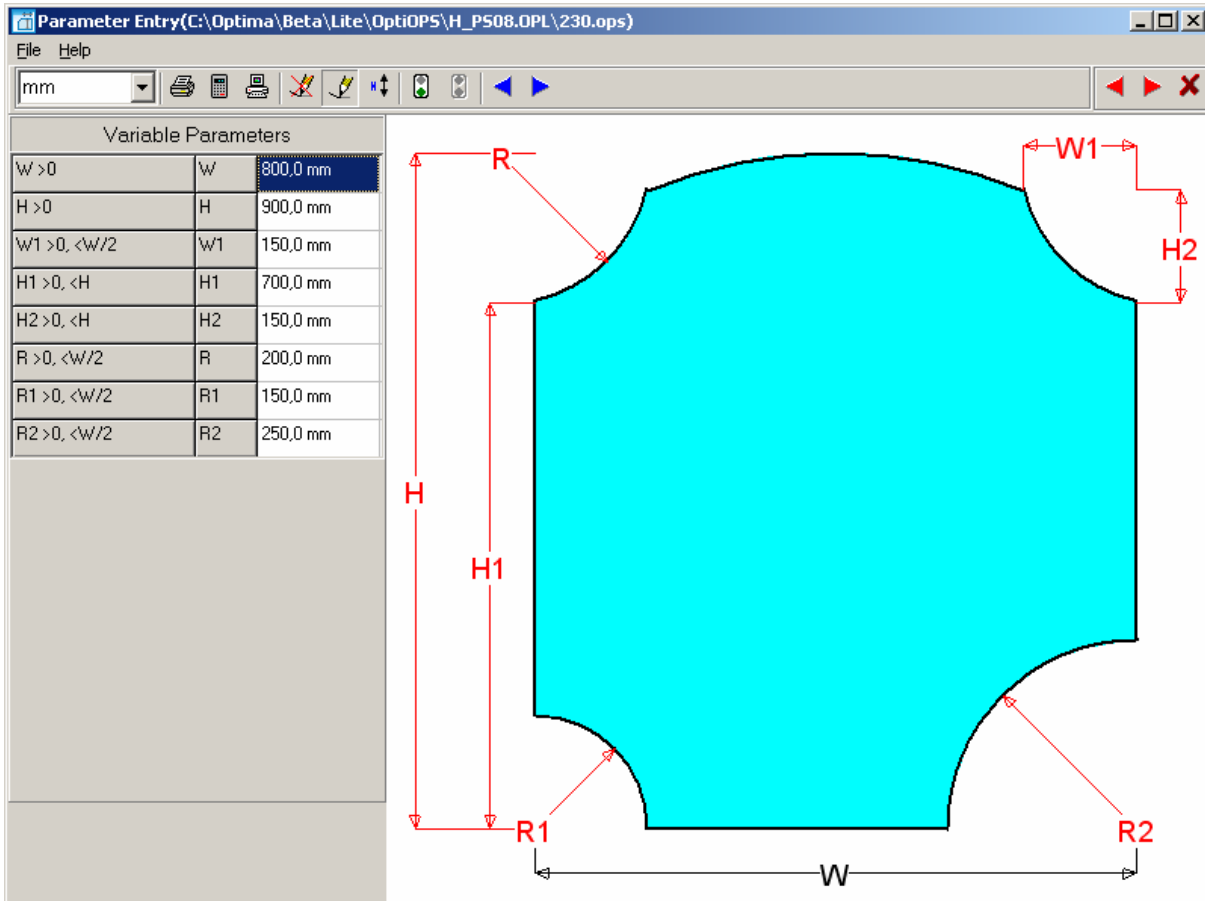 Parameter Entry(C:\Optima\Beta\Lite\OptiOPS\H_PS08.OPL\230.ops)
File Help
mm
H
Variable Parameters
W >0 W 800,0 mm
H >0 H 900,0 mm
W1 >0, <W/2 W1 150,0 mm
H1 >0, <H H1 700,0 mm
H2 >0, <H H2 150,0 mm
R >0, <W/2 R 200,0 mm
R1 >0, <W/2 R1 150,0 mm
R2 >0, <W/2 R2 250,0 mm
R
W1
H2
H
H1
R1
R2
W